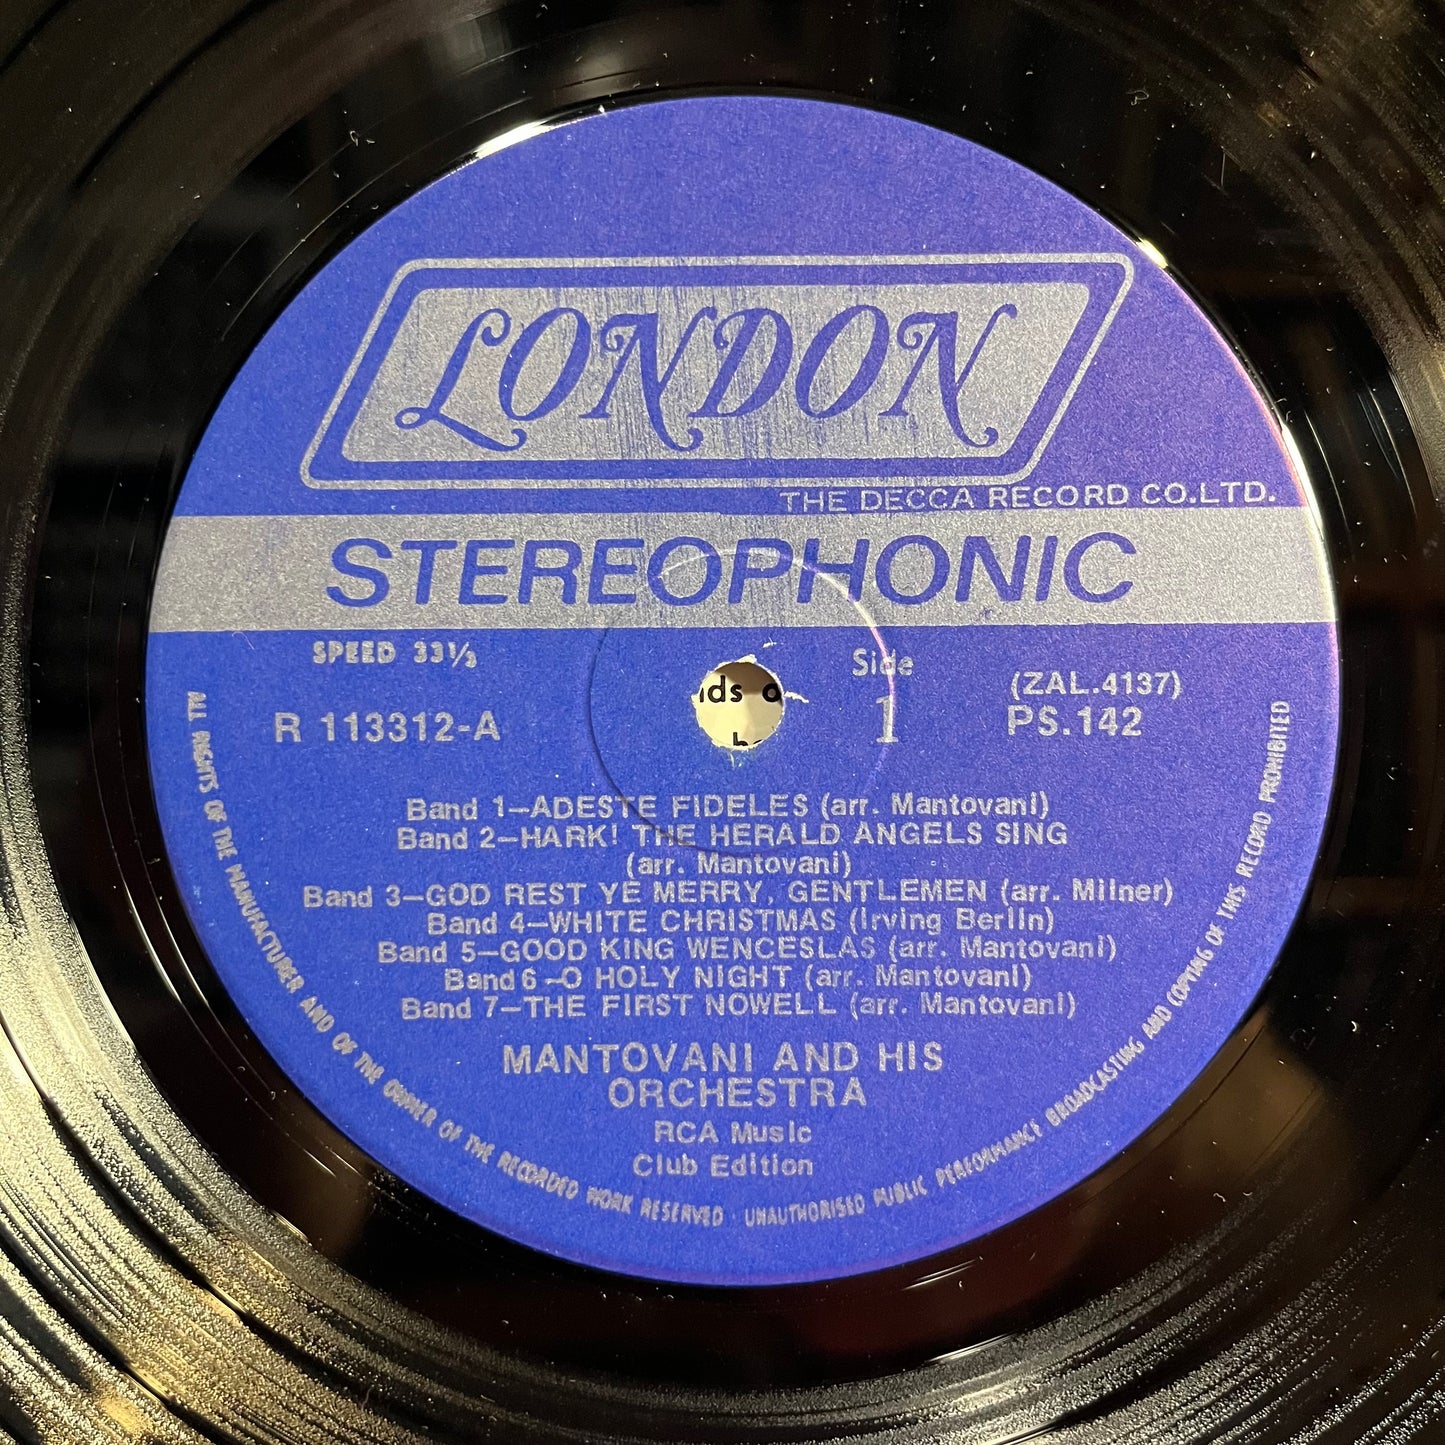 LONDON
THE DECCA RECORD CO.LTD.
STEREOPHONIC
SPEED 33⅓
Side
(ZAL.4137)
R 113312-A
1
PS.142
ids o
Band 1—ADESTE FIDELES (arr. Mantovani)
Band 2—HARK! THE HERALD ANGELS SING
(arr. Mantovani)
Band 3—GOD REST YE MERRY, GENTLEMEN (arr. Milner)
Band 4—WHITE CHRISTMAS (Irving Berlin)
Band 5—GOOD KING WENCESLAS (arr. Mantovani)
Band 6—O HOLY NIGHT (arr. Mantovani)
Band 7—THE FIRST NOWELL (arr. Mantovani)
MANTOVANI AND HIS
ORCHESTRA
RCA Music
Club Edition
ALL RIGHTS OF THE MANUFACTURER AND OF THE OWNER OF THE RECORDED WORK RESERVED · UNAUTHORISED PUBLIC PERFORMANCE BROADCASTING AND COPYING OF THIS RECORD PROHIBITED